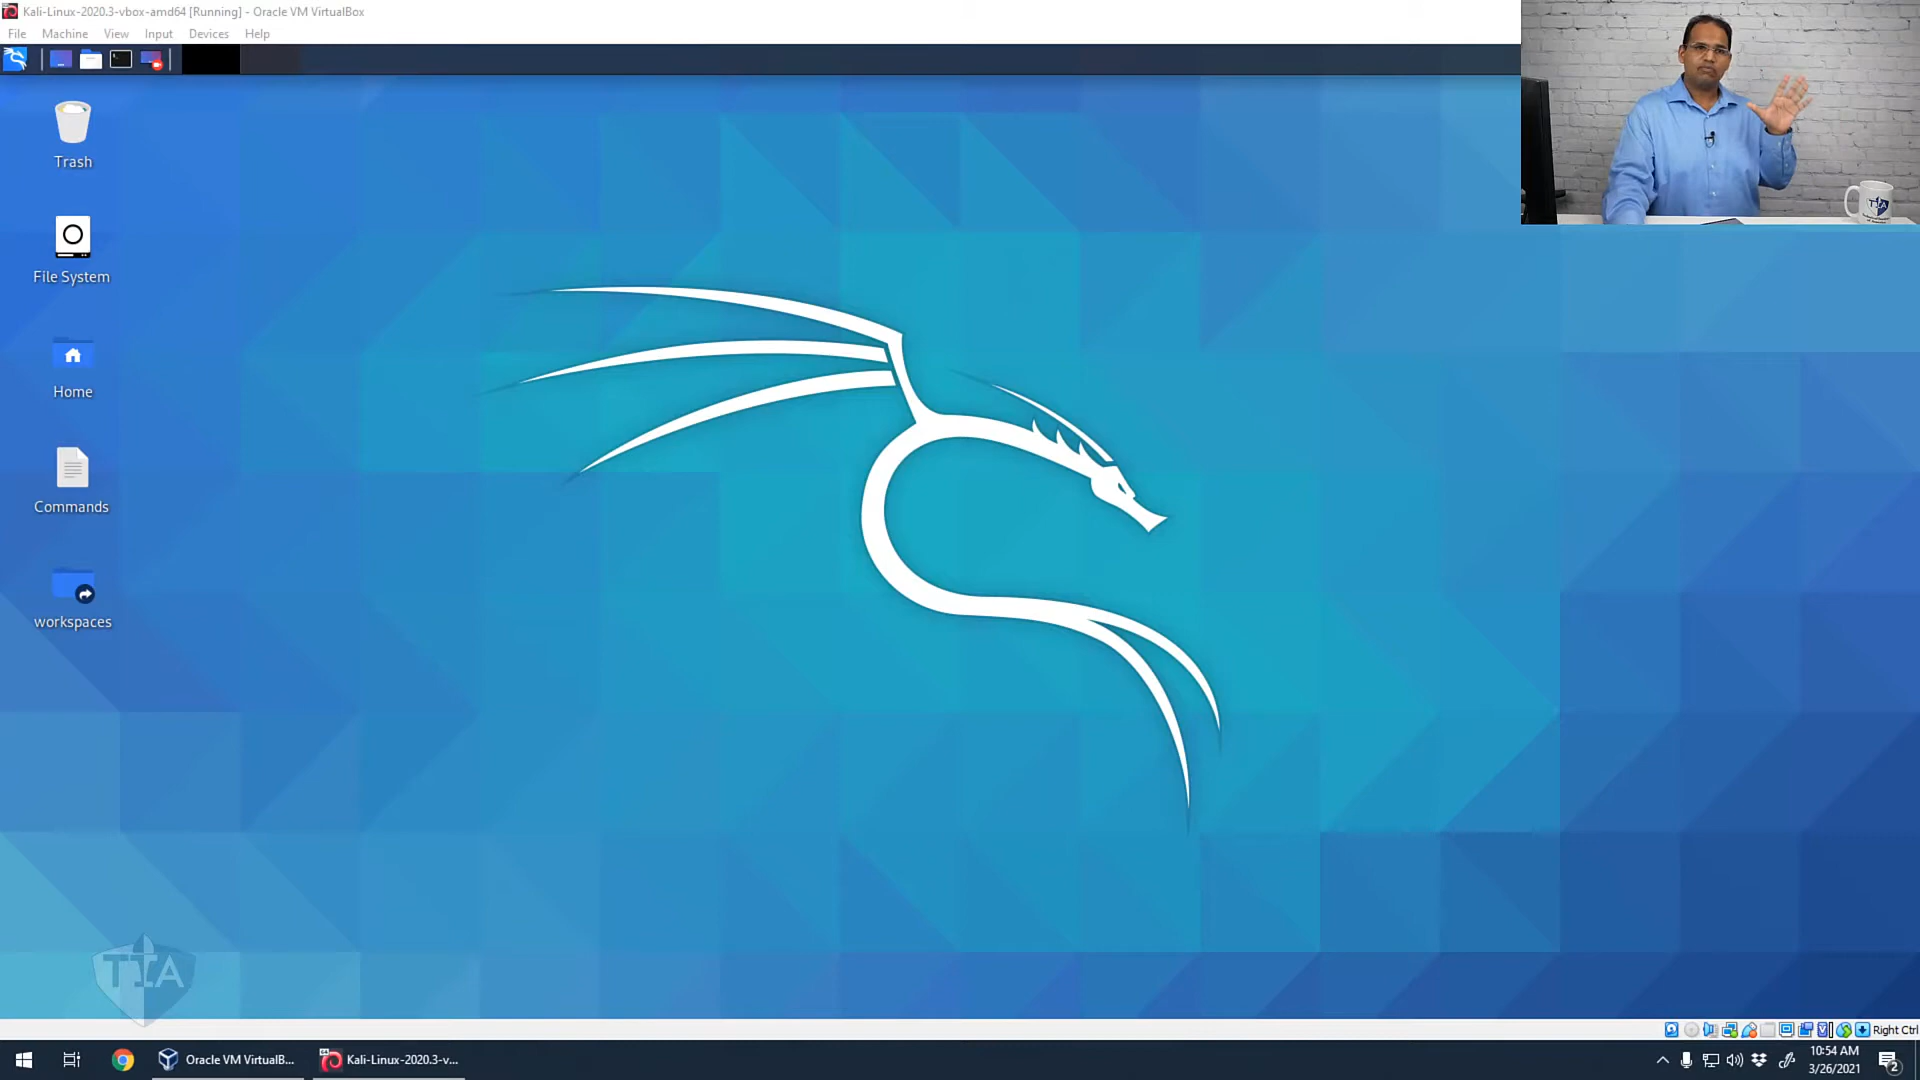 Kali-Linux-2020.3-vbox-amd64 [Running] - Oracle VM VirtualBox
File Machine View Input Devices Help
Trash
File System
Home
Commands
workspaces
TIA
TIA
Right Ctrl
Oracle VM VirtualB...
Kali-Linux-2020.3-v...
10:54 AM
3/26/2021
2